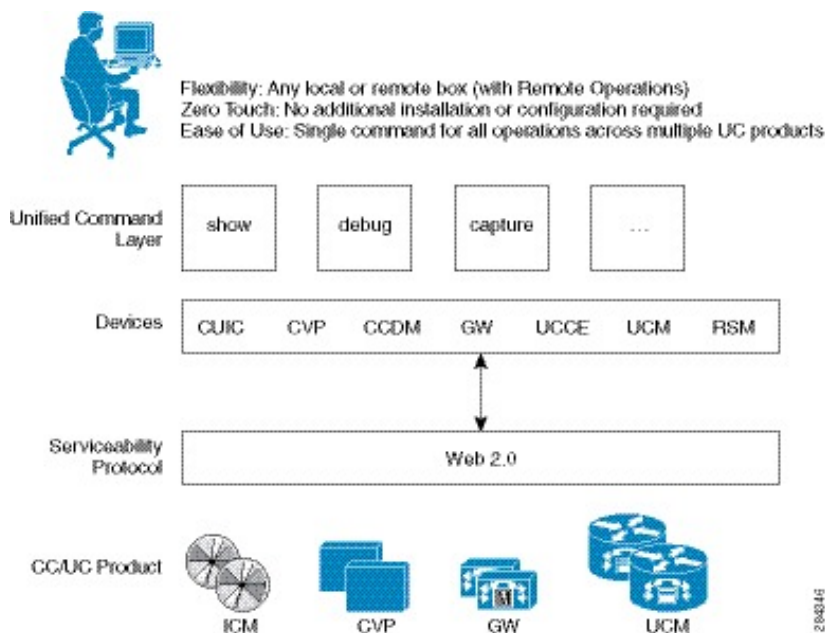 Flexibility: Any local or remote box (with Remote Operations)
Zero Touch: No additional installation or configuration required
Ease of Use: Single command for all operations across multiple UC products
Unified Command
Layer
show
debug
capture
...
Devices
CUIC
CVP
CCDM
GW
UCCE
UCM
RSM
Serviceability
Protocol
Web 2.0
CC/UC Product
M
ICM
CVP
GW
UCM
284346